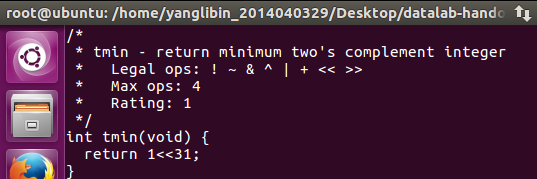 root@ubuntu: /home/yanglibin_2014040329/Desktop/datalab-hando
/*
 * tmin - return minimum two's complement integer
 *   Legal ops: ! ~ & ^ | + << >>
 *   Max ops: 4
 *   Rating: 1
 */
int tmin(void) {
  return 1<<31;
}